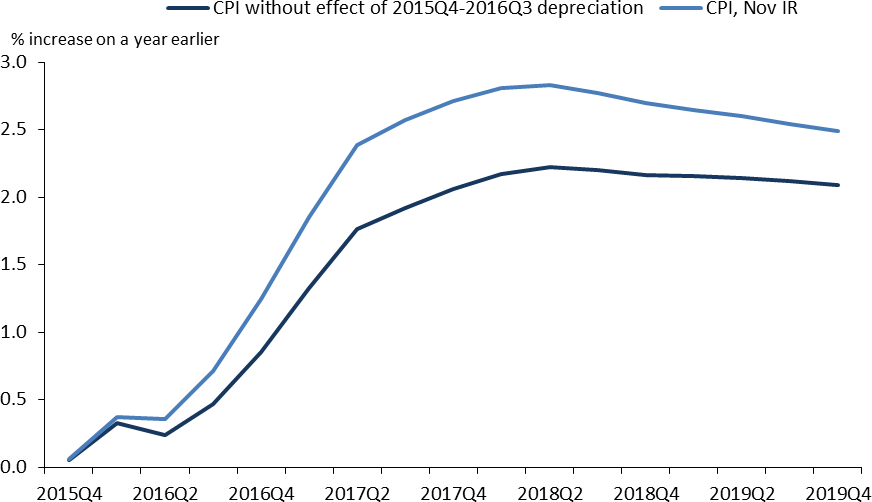 CPI without effect of 2015Q4-2016Q3 depreciation CPI, Nov IR
% increase on a year earlier
3.0
2.5
2.0
1.5
1.0
0.5
0.0
2015Q4 2016Q2 2016Q4 2017Q2 2017Q4 2018Q2 2018Q4 2019Q2 2019Q4